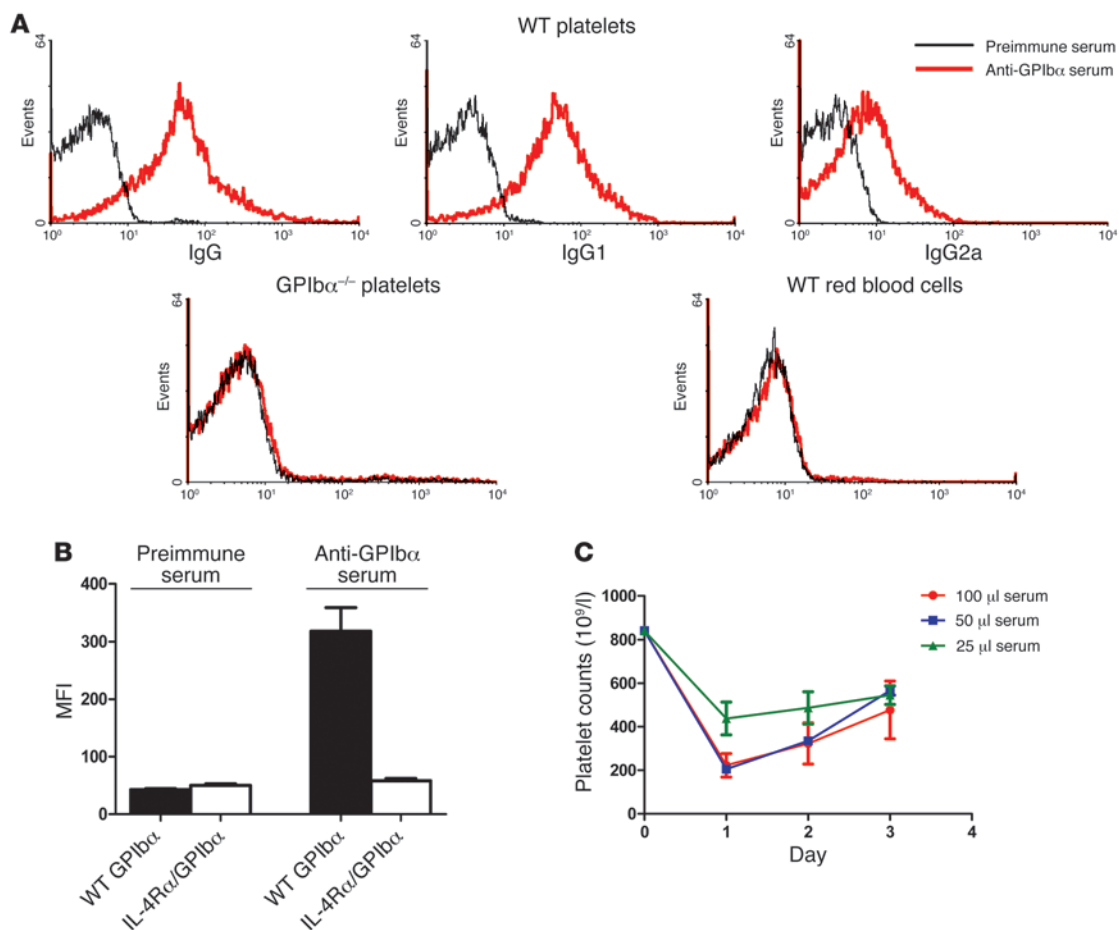 A
WT platelets
64
Events
0
10⁰ 10¹ 10² 10³ 10⁴
IgG
64
Events
0
10⁰ 10¹ 10² 10³ 10⁴
IgG1
64
Events
0
10⁰ 10¹ 10² 10³ 10⁴
IgG2a
Preimmune serum
Anti-GPIbα serum
GPIbα⁻/⁻ platelets
64
Events
0
10⁰ 10¹ 10² 10³ 10⁴
WT red blood cells
64
Events
0
10⁰ 10¹ 10² 10³ 10⁴
B
Preimmune
serum
Anti-GPIbα
serum
400
300
200
100
0
MFI
WT GPIbα
IL-4Rα/GPIbα
WT GPIbα
IL-4Rα/GPIbα
C
1000
800
600
400
200
0
Platelet counts (10⁹/l)
0 1 2 3 4
Day
100 μl serum
50 μl serum
25 μl serum